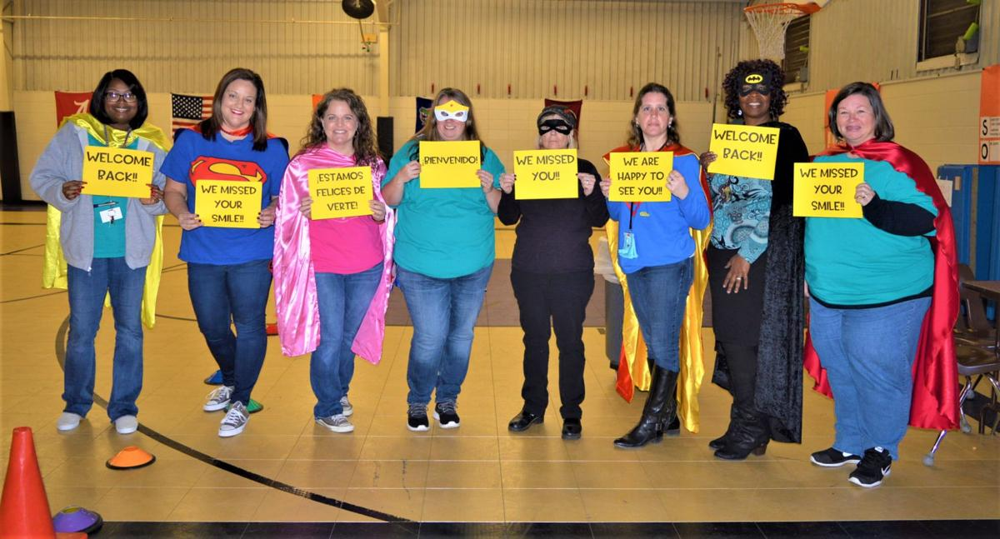 WELCOME
BACK!!
WE MISSED
YOUR
SMILE!!
¡ESTAMOS
FELICES DE
VERTE!
¡BIENVENIDO!
WE MISSED
YOU!!
WE ARE
HAPPY TO
SEE YOU!!
WELCOME
BACK!!
WE MISSED
YOUR
SMILE!!
S
O